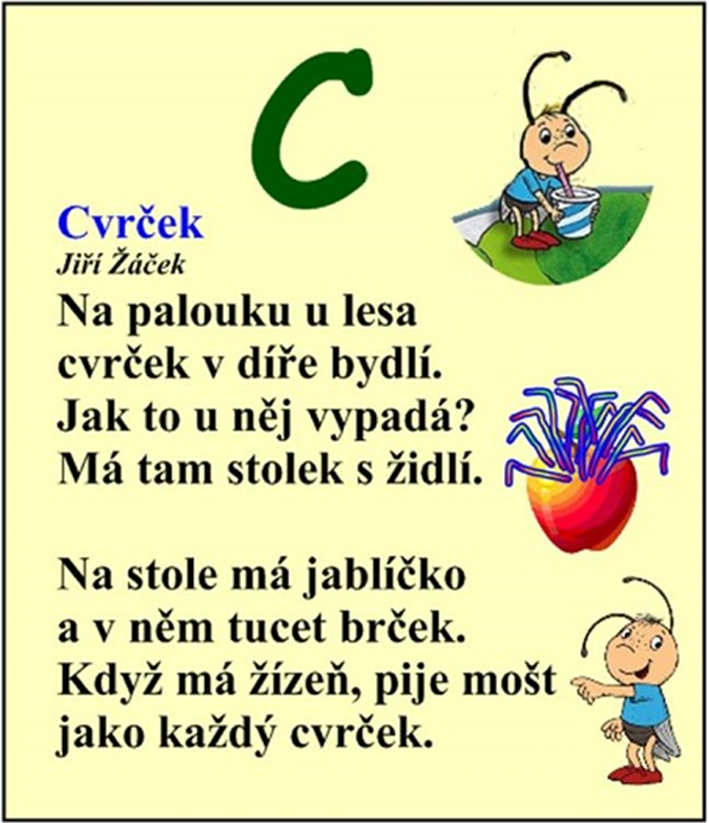 C
Cvrček
Jiří Žáček
Na palouku u lesa
cvrček v díře bydlí.
Jak to u něj vypadá?
Má tam stolek s židlí.
Na stole má jablíčko
a v něm tucet brček.
Když má žízeň, pije mošt
jako každý cvrček.